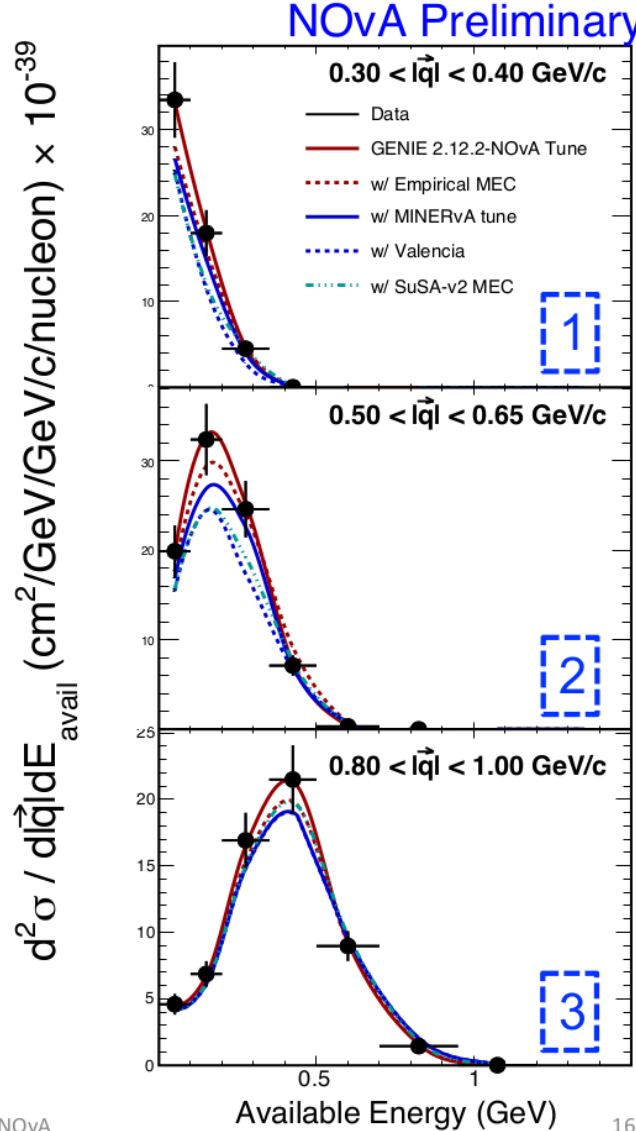 NOvA Preliminary
d²σ / d|q⃗|dE_avail (cm²/GeV/GeV/c/nucleon) × 10⁻³⁹
0.30 < |q⃗| < 0.40 GeV/c
Data
GENIE 2.12.2-NOvA Tune
w/ Empirical MEC
w/ MINERvA tune
w/ Valencia
w/ SuSA-v2 MEC
30
20
10
1
0.50 < |q⃗| < 0.65 GeV/c
30
20
10
2
25
0.80 < |q⃗| < 1.00 GeV/c
20
15
10
5
0
3
0.5 1
Available Energy (GeV)
NOvA 16